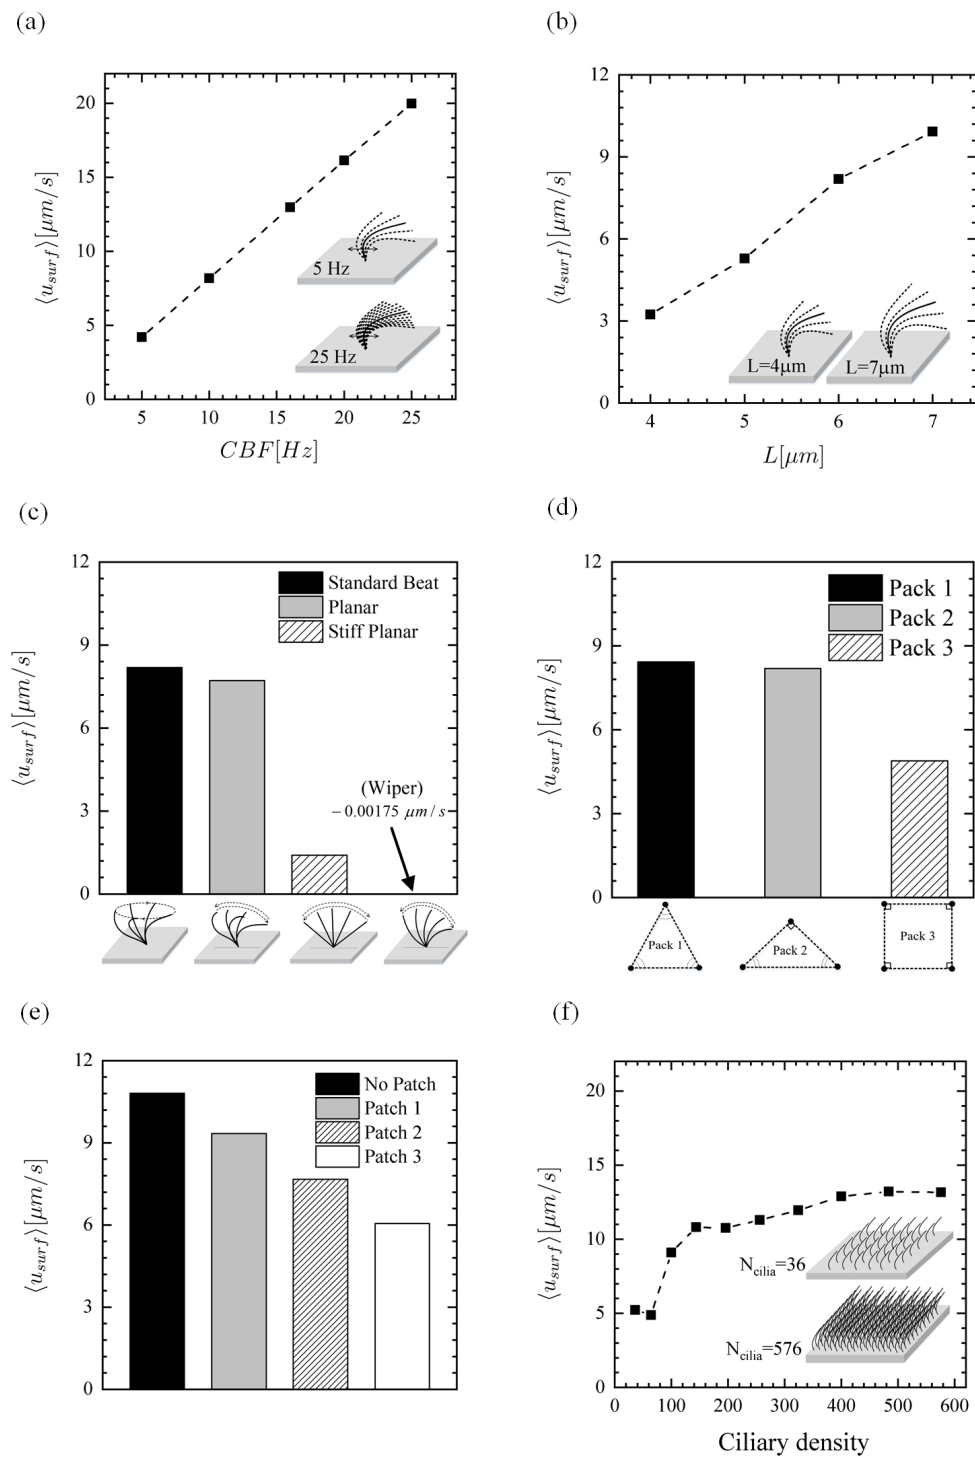 (a)
20
15
10
5
0
⟨u_surf⟩[μm/s]
5 Hz
25 Hz
5 10 15 20 25
CBF[Hz]
(b)
12
9
6
3
0
⟨u_surf⟩[μm/s]
L=4μm L=7μm
4 5 6 7
L[μm]
(c)
12
9
6
3
0
⟨u_surf⟩[μm/s]
Standard Beat
Planar
Stiff Planar
(Wiper)
−0.00175 μm/s
(d)
12
9
6
3
0
⟨u_surf⟩[μm/s]
Pack 1
Pack 2
Pack 3
Pack 1 Pack 2 Pack 3
(e)
12
9
6
3
0
⟨u_surf⟩[μm/s]
No Patch
Patch 1
Patch 2
Patch 3
(f)
20
15
10
5
0
⟨u_surf⟩[μm/s]
N_cilia=36
N_cilia=576
0 100 200 300 400 500 600
Ciliary density